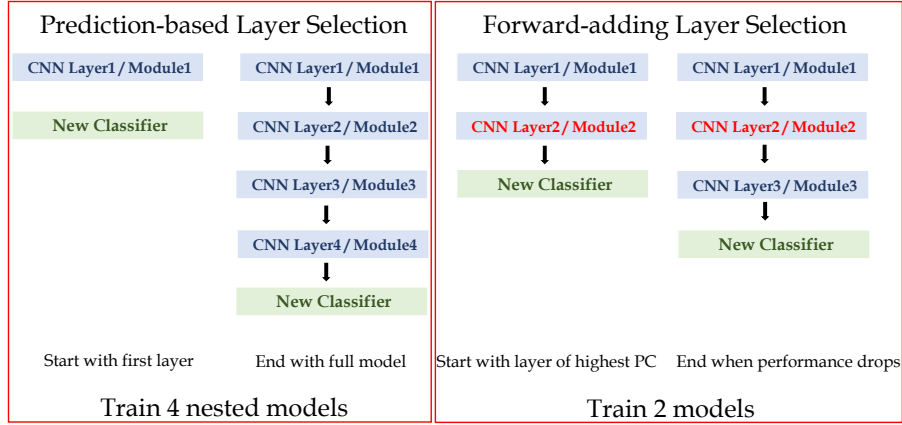 Prediction-based Layer Selection
CNN Layer1 / Module1
New Classifier
Start with first layer
CNN Layer1 / Module1
CNN Layer2 / Module2
CNN Layer3 / Module3
CNN Layer4 / Module4
New Classifier
End with full model
Train 4 nested models
Forward-adding Layer Selection
CNN Layer1 / Module1
CNN Layer2 / Module2
New Classifier
Start with layer of highest PC
CNN Layer1 / Module1
CNN Layer2 / Module2
CNN Layer3 / Module3
New Classifier
End when performance drops
Train 2 models